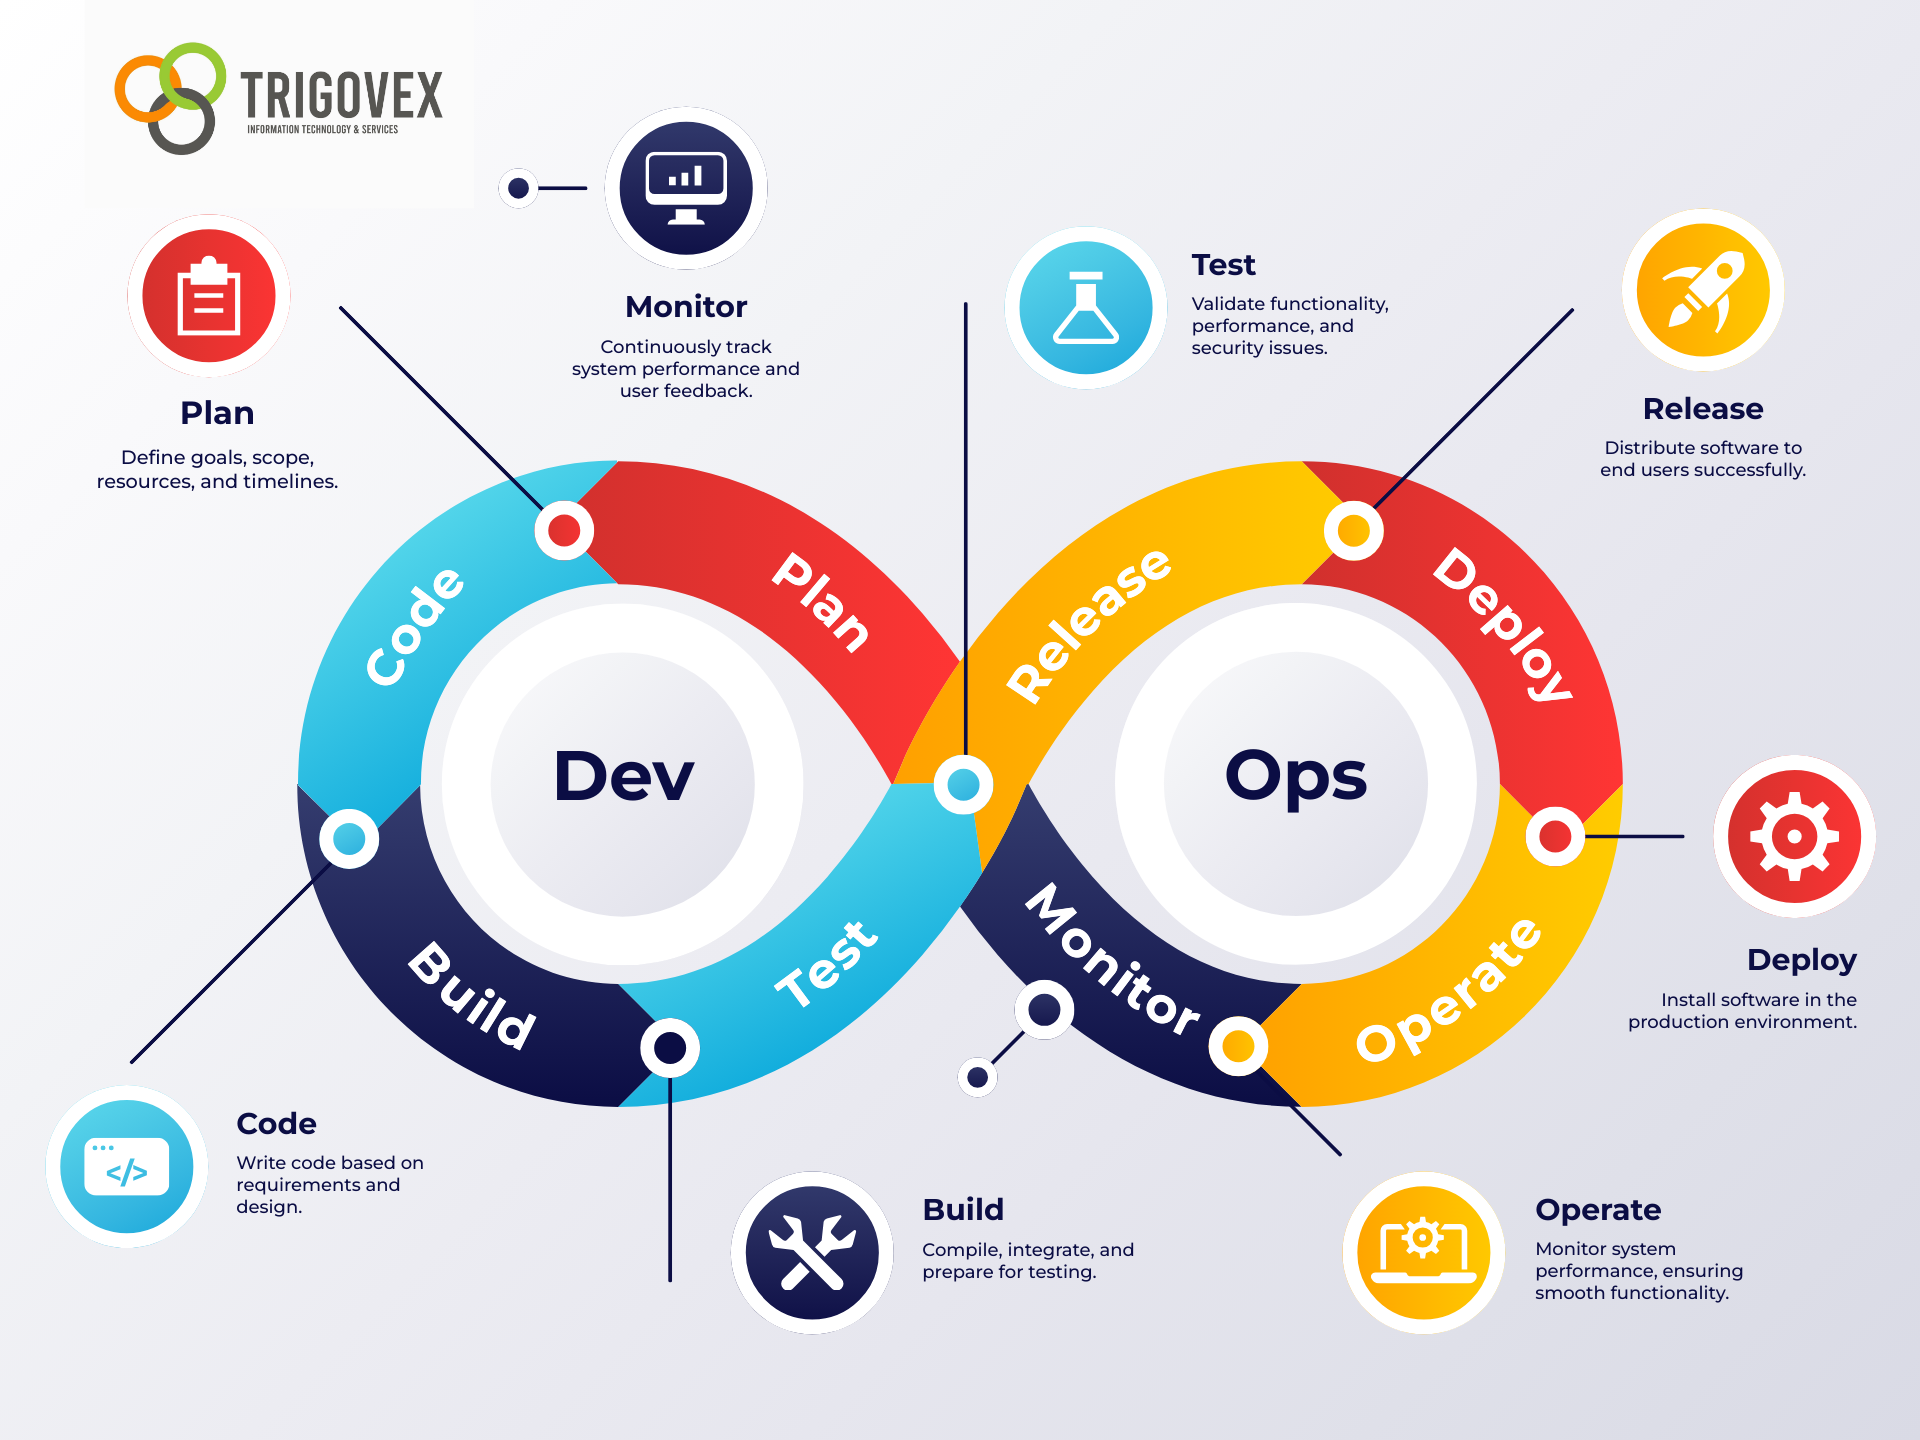 TRIGOVEX
INFORMATION TECHNOLOGY & SERVICES
Monitor
Continuously track
system performance and
user feedback.
Test
Validate functionality,
performance, and
security issues.
Release
Distribute software to
end users successfully.
Plan
Define goals, scope,
resources, and timelines.
Code
Plan
Release
Deploy
Dev
Ops
Build
Test
Monitor
Operate
Deploy
Install software in the
production environment.
Code
Write code based on
requirements and
design.
</>
Build
Compile, integrate, and
prepare for testing.
Operate
Monitor system
performance, ensuring
smooth functionality.